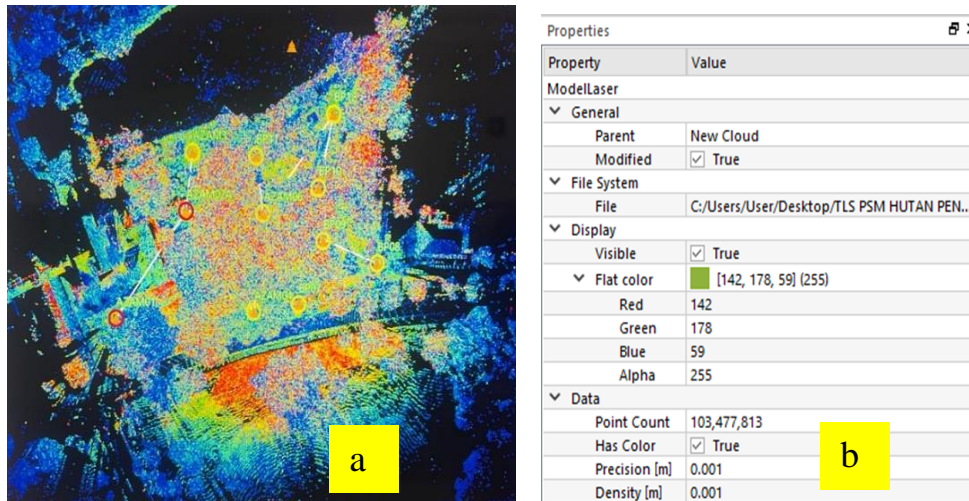 a
Properties
Property Value
ModelLaser
General
Parent New Cloud
Modified True
File System
File C:/Users/User/Desktop/TLS PSM HUTAN PEN...
Display
Visible True
Flat color [142, 178, 59] (255)
Red 142
Green 178
Blue 59
Alpha 255
Data
Point Count 103,477,813
Has Color True
Precision [m] 0.001
Density [m] 0.001
b